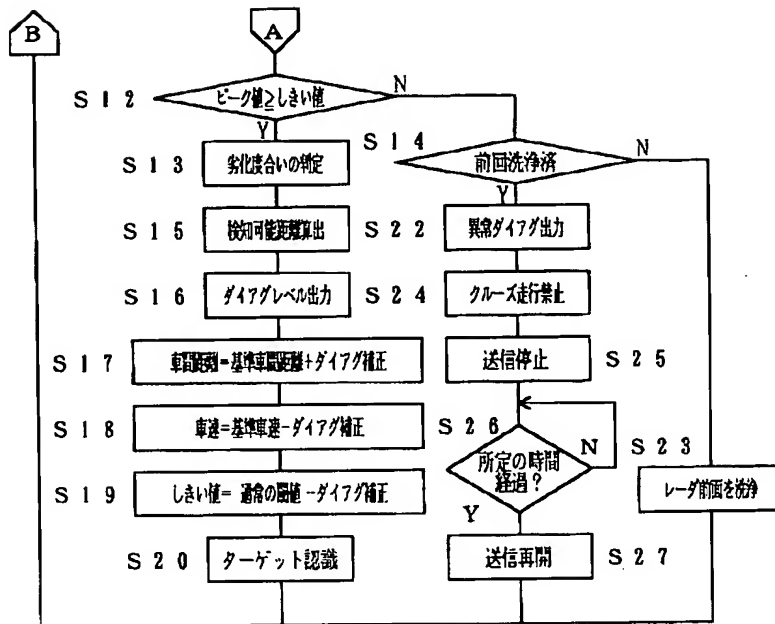 B
A
S12
ピーク値≧しきい値
N
Y
S13
劣化度合いの判定
S14
前回洗浄済
N
Y
S15
検知可能距離算出
S22
異常ダイアグ出力
S16
ダイアグレベル出力
S24
クルーズ走行禁止
S17
車間距離=基準車間距離+ダイアグ補正
送信停止
S25
S18
車速=基準車速-ダイアグ補正
S26
所定の時間
経過?
N
Y
S23
レーダ前面を洗浄
S19
しきい値= 通常の閾値-ダイアグ補正
S20
ターゲット認識
送信再開
S27